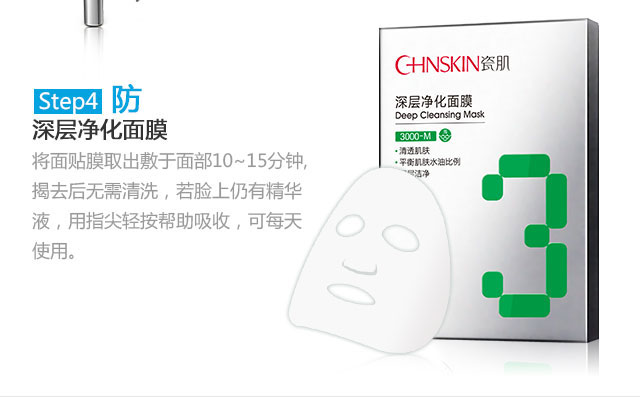 Step4 防
深层净化面膜
将面贴膜取出敷于面部10~15分钟,
揭去后无需清洗，若脸上仍有精华
液，用指尖轻按帮助吸收，可每天
使用。
CHNSKIN瓷肌
深层净化面膜
Deep Cleansing Mask
3000-M
·清透肌肤
·平衡肌肤水油比例
层洁净
3